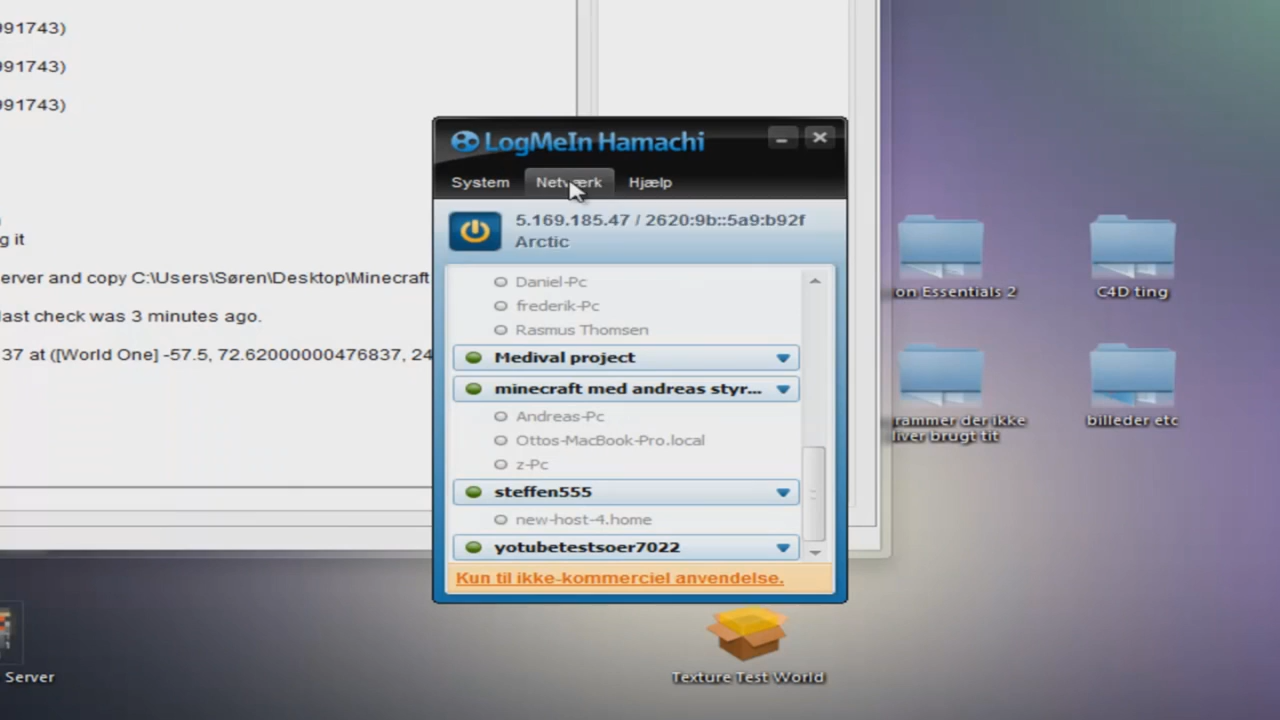 991743)
991743)
991743)
g it
erver and copy C:\Users\Søren\Desktop\Minecraft
last check was 3 minutes ago.
37 at ([World One] -57.5, 72.62000000476837, 24
LogMeIn Hamachi
System Netværk Hjælp
5.169.185.47 / 2620:9b::5a9:b92f
Arctic
Daniel-Pc
frederik-Pc
Rasmus Thomsen
Medival project
minecraft med andreas styr...
Andreas-Pc
Ottos-MacBook-Pro.local
z-Pc
steffen555
new-host-4.home
yotubetestsoer7022
Kun til ikke-kommerciel anvendelse.
on Essentials 2
C4D ting
rammer der ikke
liver brugt tit
billeder etc
Server
Texture Test World